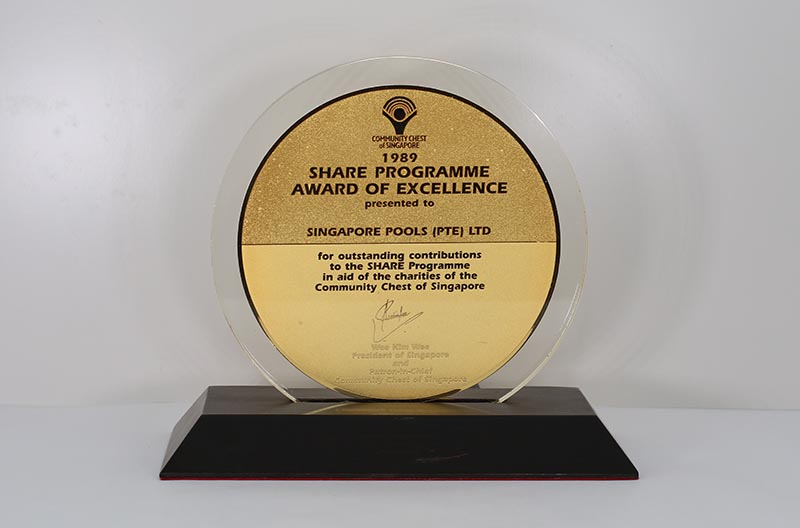 COMMUNITY CHEST
of SINGAPORE
1989
SHARE PROGRAMME
AWARD OF EXCELLENCE
presented to
SINGAPORE POOLS (PTE) LTD
for outstanding contributions
to the SHARE Programme
in aid of the charities of the
Community Chest of Singapore
Wee Kim Wee
President of Singapore
and
Patron-in-Chief
Community Chest of Singapore